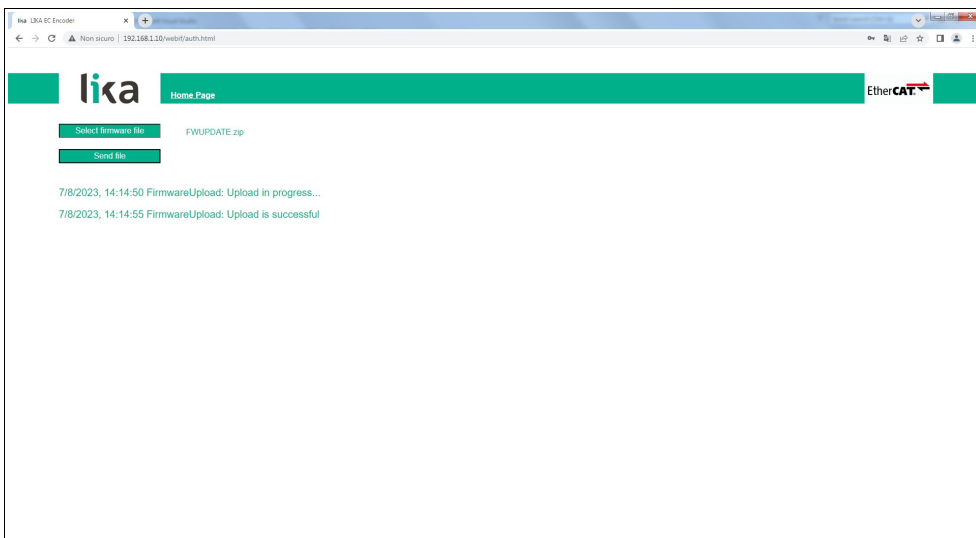 lika LIKA EC Encoder
Non sicuro | 192.168.1.10/webif/auth.html
lika
Home Page
EtherCAT
Select firmware file
FWUPDATE.zip
Send file
7/8/2023, 14:14:50 FirmwareUpload: Upload in progress...
7/8/2023, 14:14:55 FirmwareUpload: Upload is successful